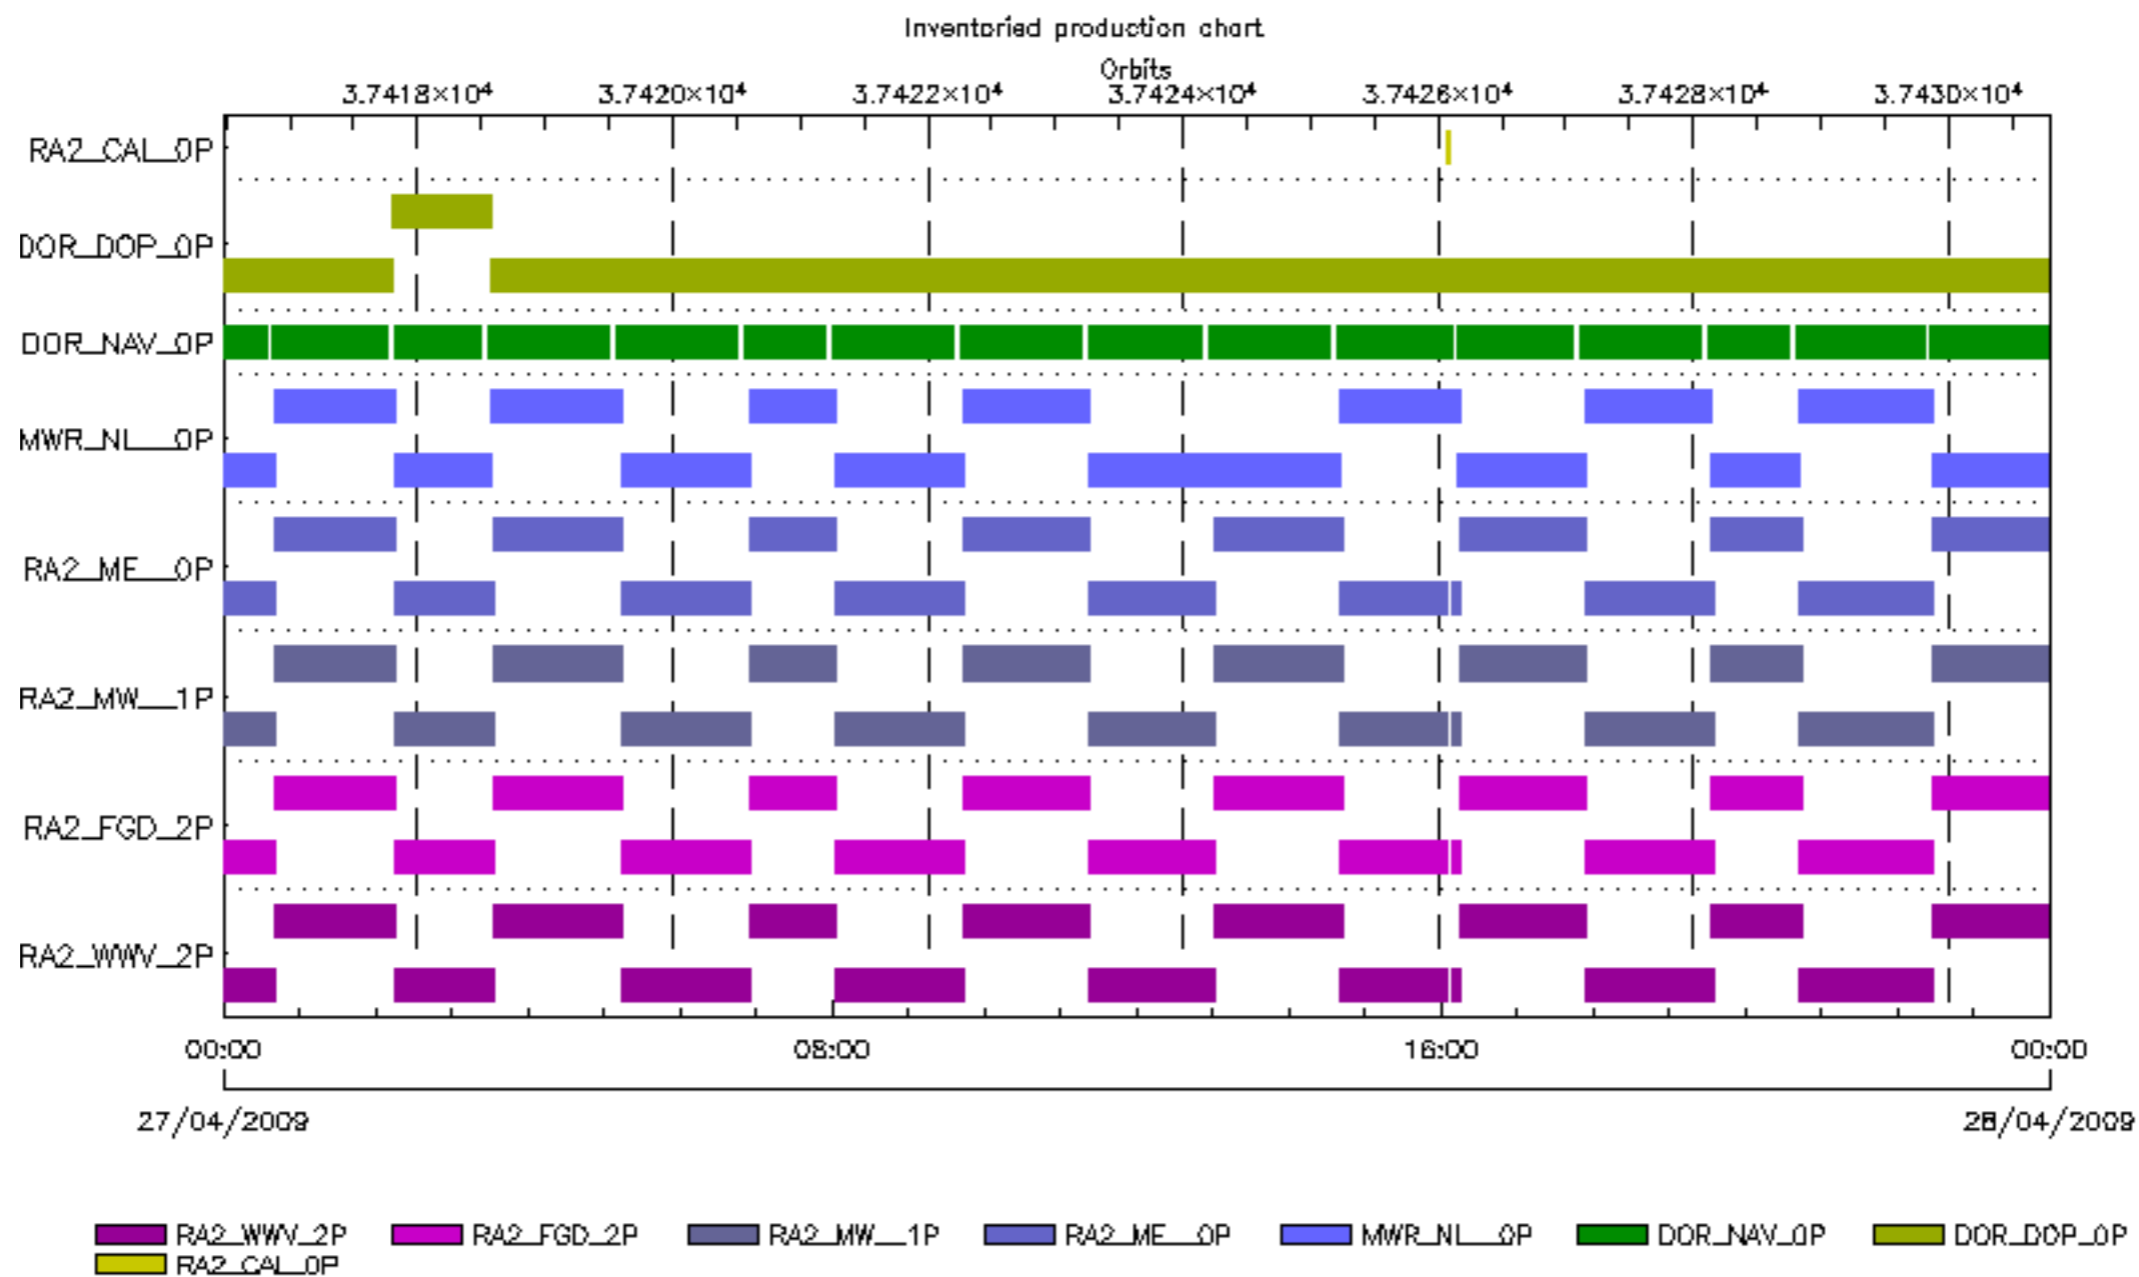 Inventoried production chart
Orbits
3.7418×10⁴ 3.7420×10⁴ 3.7422×10⁴ 3.7424×10⁴ 3.7426×10⁴ 3.7428×10⁴ 3.7430×10⁴
RA2_CAL_0P
DOR_DOP_0P
DOR_NAV_0P
MWR_NL__0P
RA2_ME__0P
RA2_MW__1P
RA2_FGD_2P
RA2_WWV_2P
00:00 08:00 16:00 00:00
27/04/2009 28/04/2009
RA2_WWV_2P RA2_FGD_2P RA2_MW__1P RA2_ME__0P MWR_NL__0P DOR_NAV_0P DOR_DOP_0P
RA2_CAL_0P